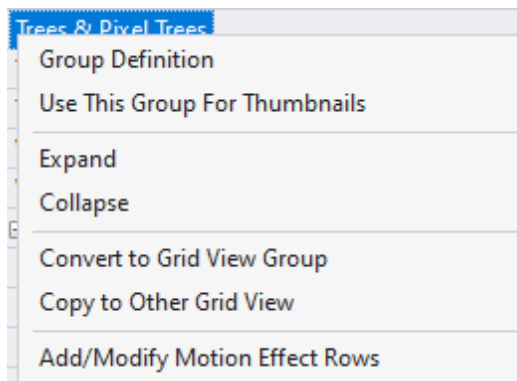 Trees & Pixel Trees
Group Definition
Use This Group For Thumbnails
Expand
Collapse
Convert to Grid View Group
Copy to Other Grid View
Add/Modify Motion Effect Rows